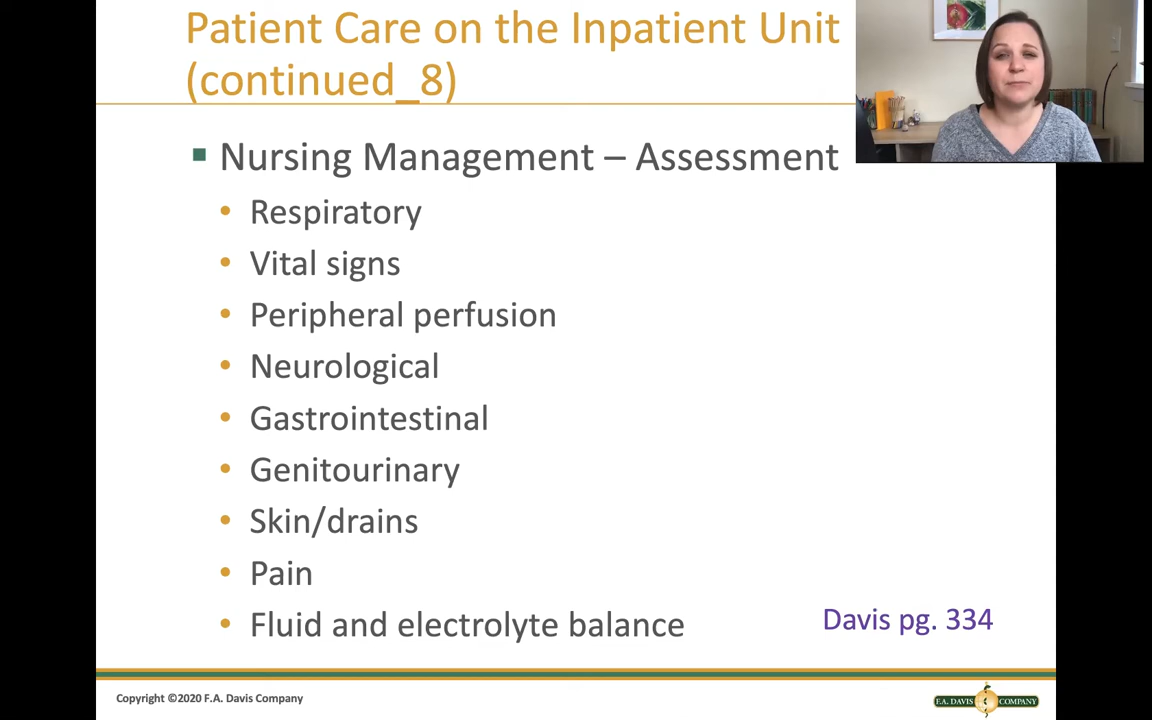 Patient Care on the Inpatient Unit
(continued_8)
Nursing Management – Assessment
Respiratory
Vital signs
Peripheral perfusion
Neurological
Gastrointestinal
Genitourinary
Skin/drains
Pain
Fluid and electrolyte balance
Davis pg. 334
Copyright ©2020 F.A. Davis Company
F.A. DAVIS COMPANY